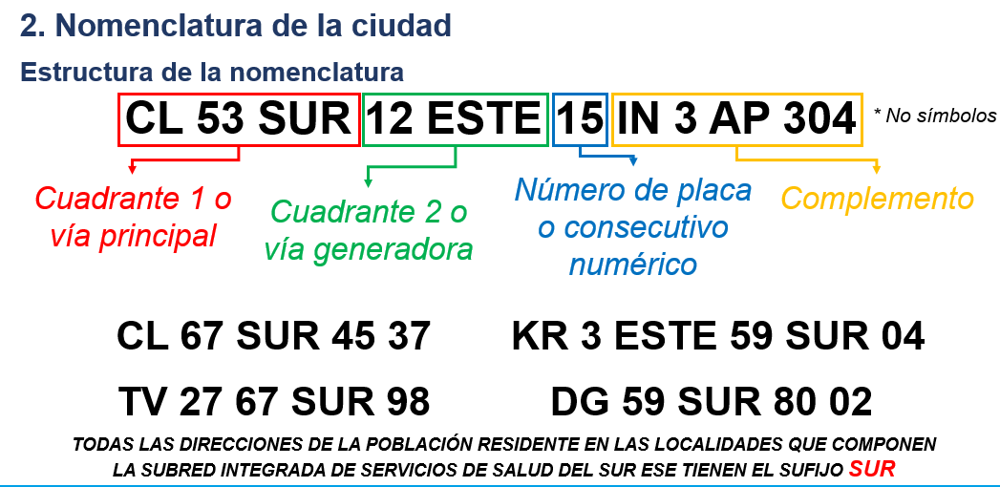 2. Nomenclatura de la ciudad
Estructura de la nomenclatura
CL 53 SUR 12 ESTE 15 IN 3 AP 304 * No símbolos
Cuadrante 1 o
vía principal
Cuadrante 2 o
vía generadora
Número de placa
o consecutivo
numérico
Complemento
CL 67 SUR 45 37
KR 3 ESTE 59 SUR 04
TV 27 67 SUR 98
DG 59 SUR 80 02
TODAS LAS DIRECCIONES DE LA POBLACIÓN RESIDENTE EN LAS LOCALIDADES QUE COMPONEN
LA SUBRED INTEGRADA DE SERVICIOS DE SALUD DEL SUR ESE TIENEN EL SUFIJO SUR